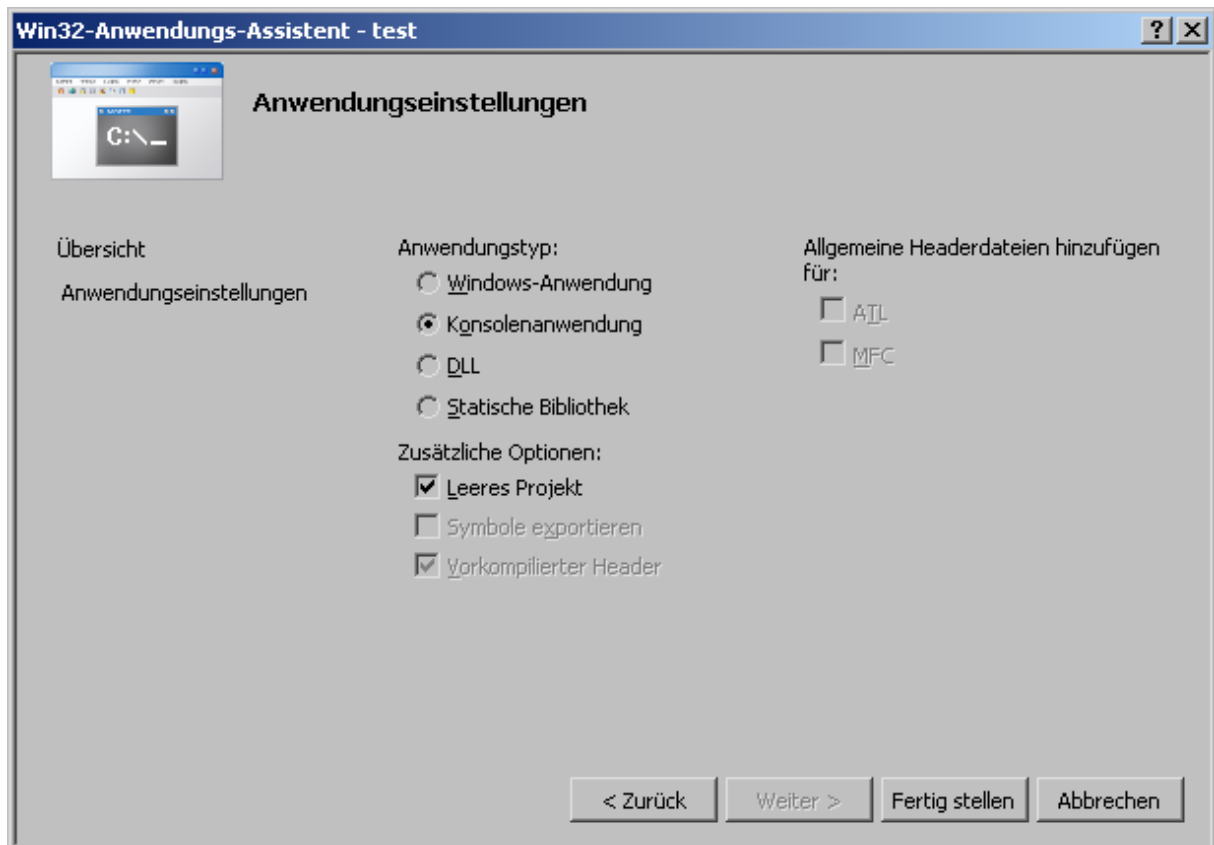 Win32-Anwendungs-Assistent - test
C:\_
Anwendungseinstellungen
Übersicht
Anwendungseinstellungen
Anwendungstyp:
Windows-Anwendung
Konsolenanwendung
DLL
Statische Bibliothek
Zusätzliche Optionen:
Leeres Projekt
Symbole exportieren
Vorkompilierter Header
Allgemeine Headerdateien hinzufügen
für:
ATL
MFC
< Zurück
Weiter >
Fertig stellen
Abbrechen